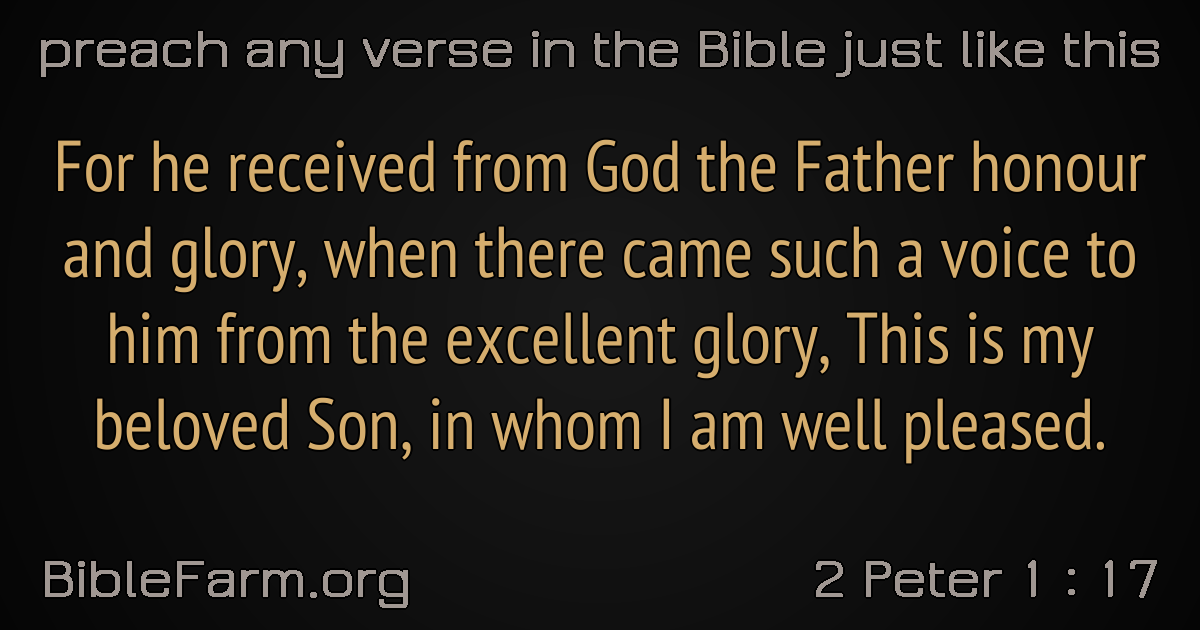 preach any verse in the Bible just like this
For he received from God the Father honour
and glory, when there came such a voice to
him from the excellent glory, This is my
beloved Son, in whom I am well pleased.
BibleFarm.org
2 Peter 1 : 17